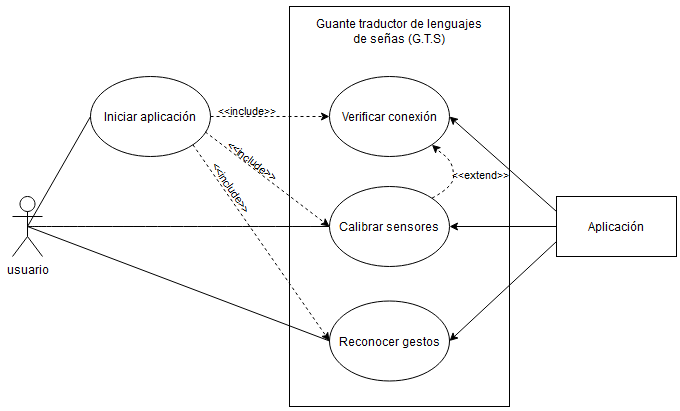 Guante traductor de lenguajes
de señas (G.T.S)
Iniciar aplicación
<<include>>
Verificar conexión
<<include>>
<<include>>
<<extend>>
usuario
Calibrar sensores
Aplicación
Reconocer gestos